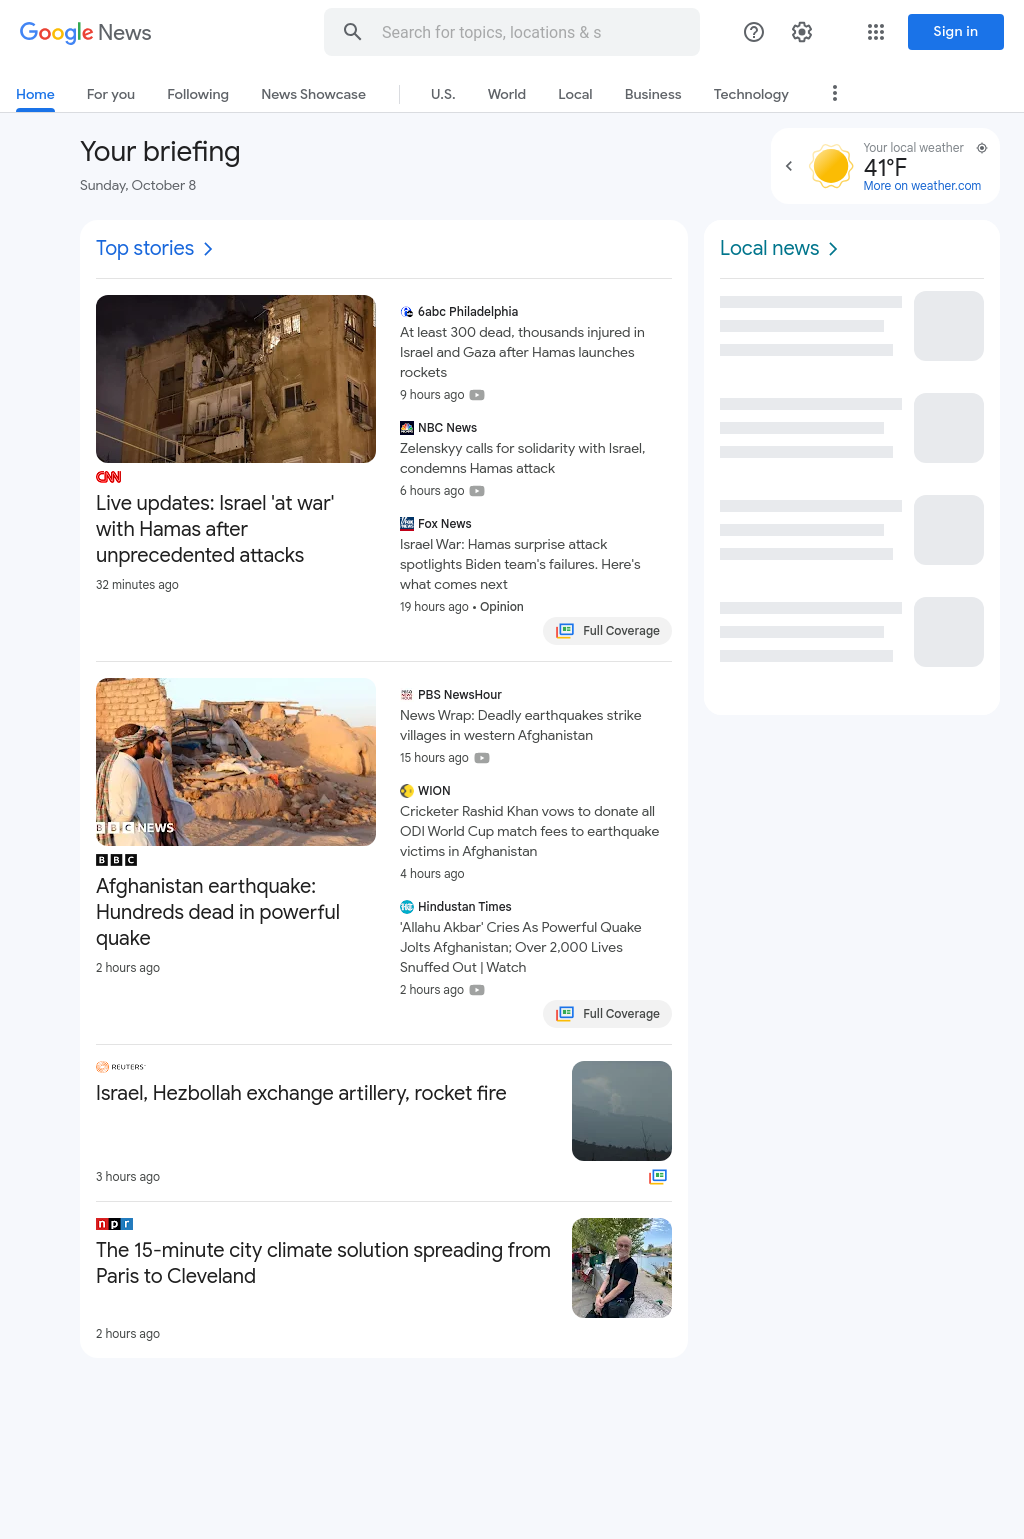 Google News
Search for topics, locations & s
Sign in
Home
For you
Following
News Showcase
U.S.
World
Local
Business
Technology
Your briefing
Sunday, October 8
Your local weather
41°F
More on weather.com
Top stories
CNN
Live updates: Israel 'at war'
with Hamas after
unprecedented attacks
32 minutes ago
6abc Philadelphia
At least 300 dead, thousands injured in
Israel and Gaza after Hamas launches
rockets
9 hours ago
NBC News
Zelenskyy calls for solidarity with Israel,
condemns Hamas attack
6 hours ago
Fox News
Israel War: Hamas surprise attack
spotlights Biden team's failures. Here's
what comes next
19 hours ago • Opinion
Full Coverage
BBC NEWS
BBC
Afghanistan earthquake:
Hundreds dead in powerful
quake
2 hours ago
PBS NewsHour
News Wrap: Deadly earthquakes strike
villages in western Afghanistan
15 hours ago
WION
Cricketer Rashid Khan vows to donate all
ODI World Cup match fees to earthquake
victims in Afghanistan
4 hours ago
Hindustan Times
'Allahu Akbar' Cries As Powerful Quake
Jolts Afghanistan; Over 2,000 Lives
Snuffed Out | Watch
2 hours ago
Full Coverage
REUTERS
Israel, Hezbollah exchange artillery, rocket fire
3 hours ago
npr
The 15-minute city climate solution spreading from
Paris to Cleveland
2 hours ago
Local news